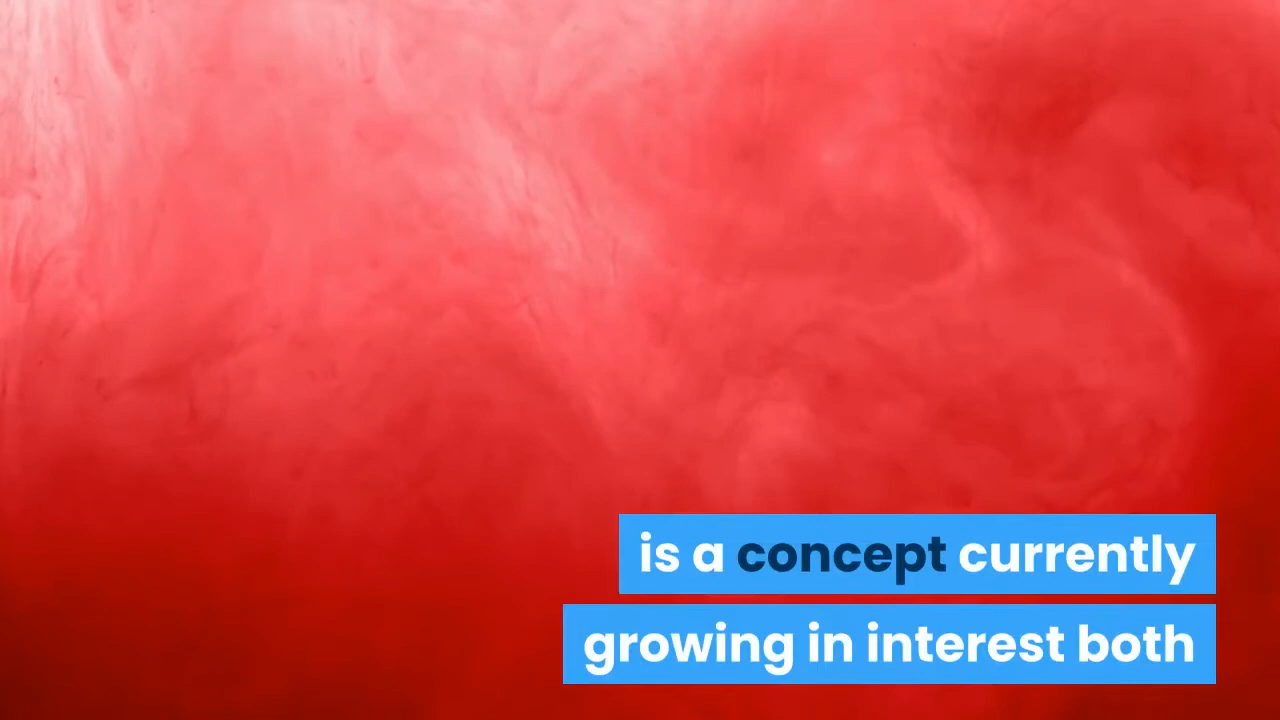 is a concept currently
growing in interest both